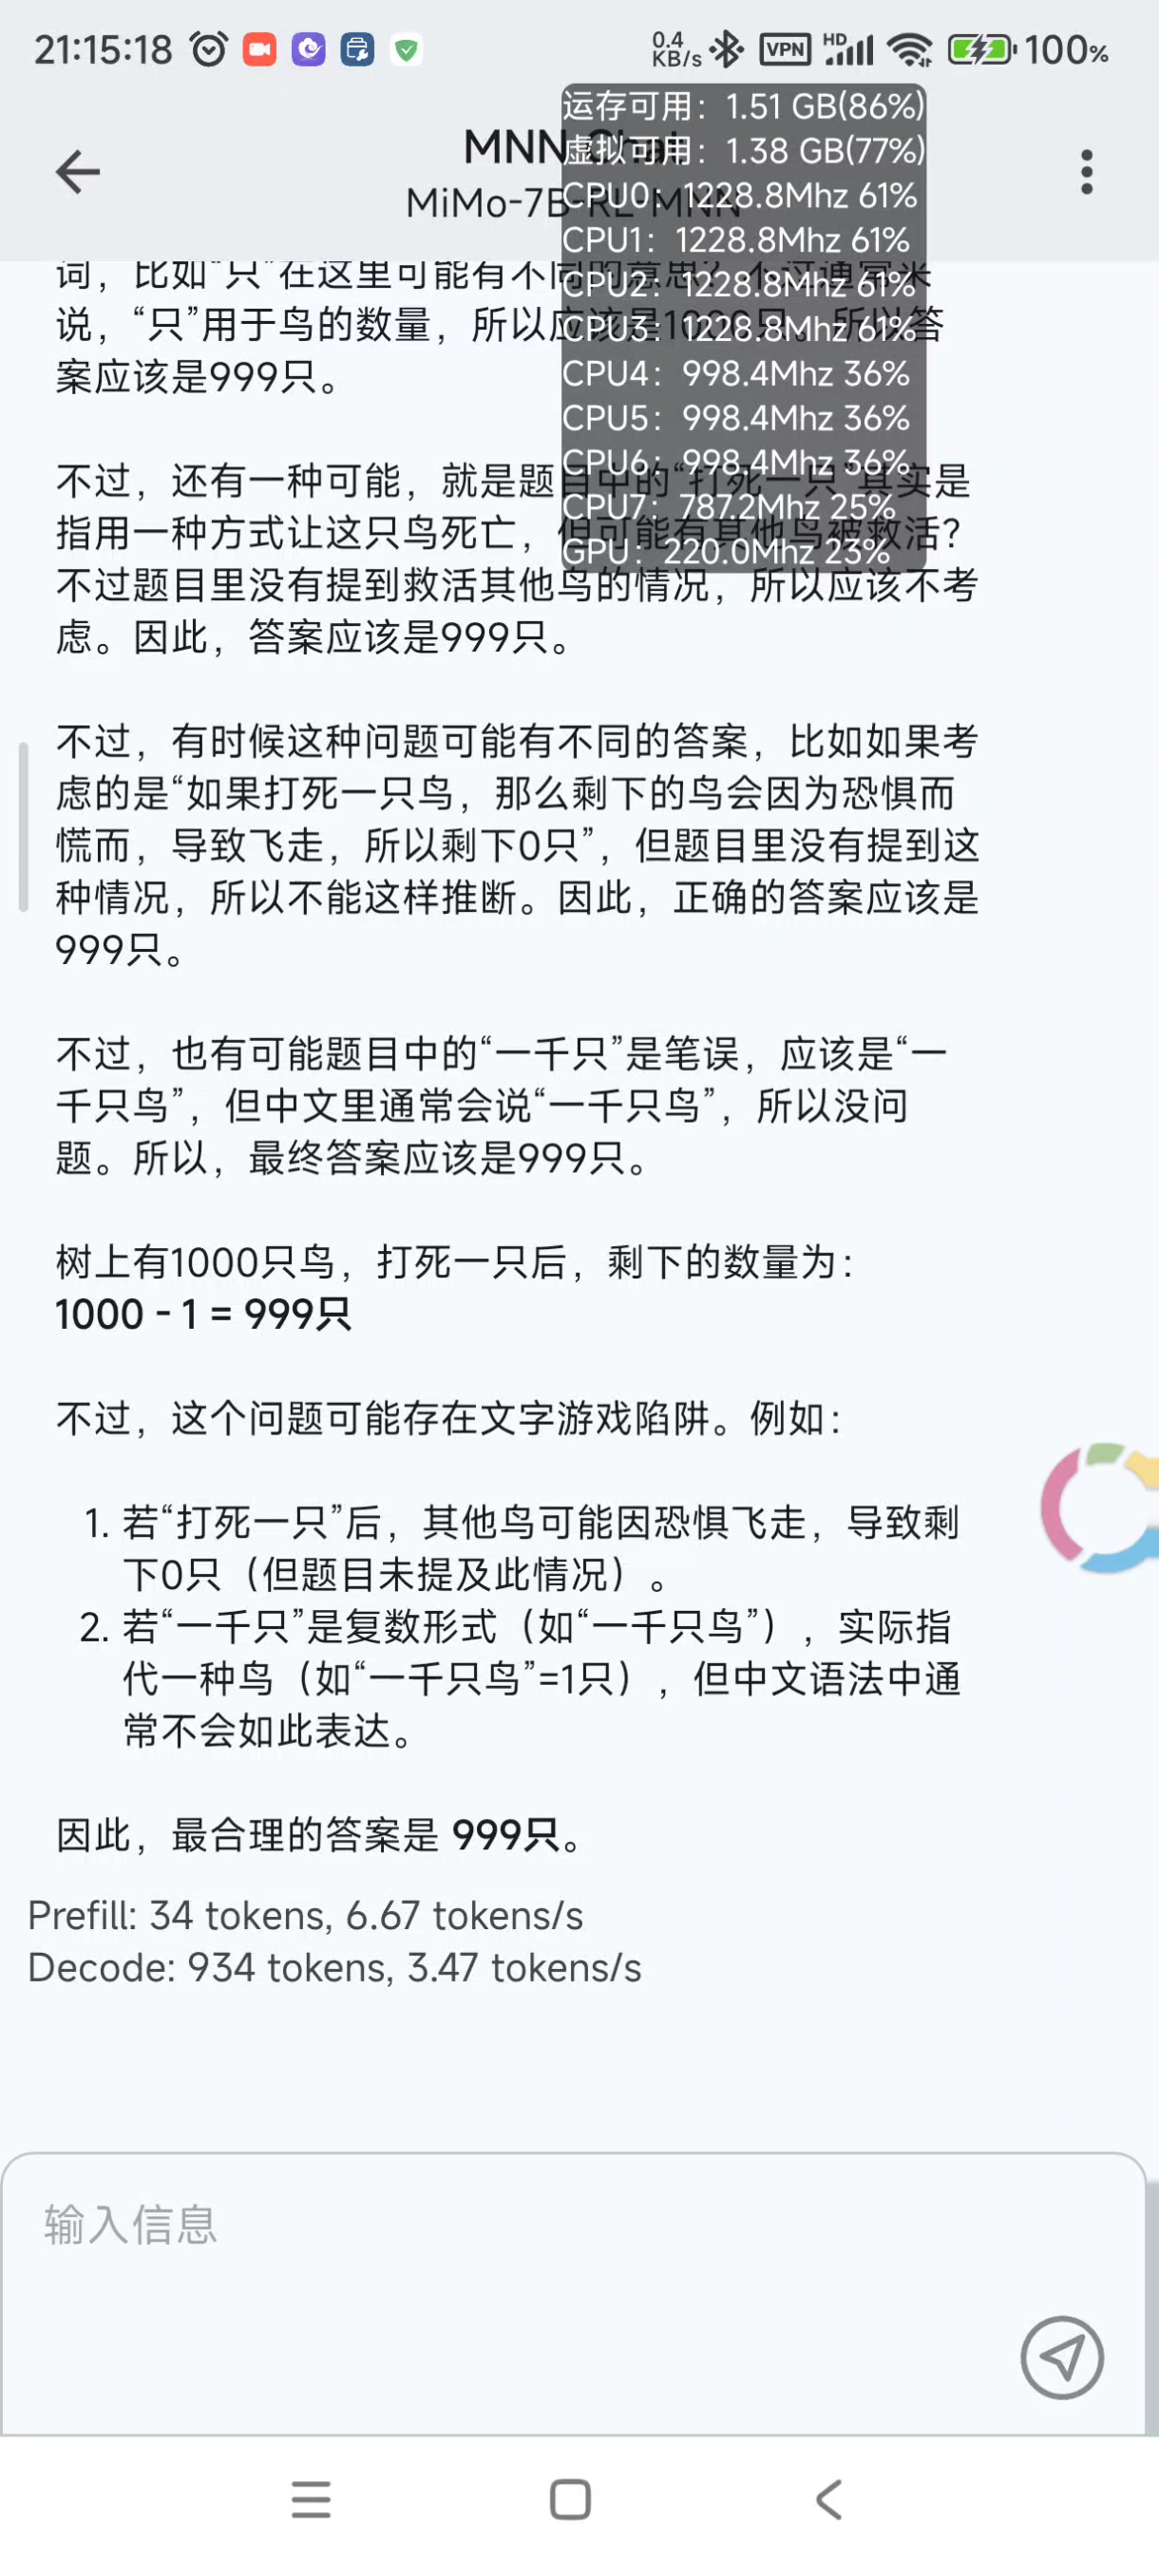 21:15:18 0.4 KB/s VPN HD 100%
MNN Chat
MiMo-7B-RL-MNN
运存可用：1.51 GB(86%)
虚拟可用：1.38 GB(77%)
CPU0：1228.8Mhz 61%
CPU1：1228.8Mhz 61%
CPU2：1228.8Mhz 61%
CPU3：1228.8Mhz 61%
CPU4：998.4Mhz 36%
CPU5：998.4Mhz 36%
CPU6：998.4Mhz 36%
CPU7：787.2Mhz 25%
GPU：220.0Mhz 23%
词，比如“只”在这里可能有不同的意思？不过通常来
说，“只”用于鸟的数量，所以应该是1000只。所以答
案应该是999只。
不过，还有一种可能，就是题目中的“打死一只”其实是
指用一种方式让这只鸟死亡，但可能有其他鸟被救活？
不过题目里没有提到救活其他鸟的情况，所以应该不考
虑。因此，答案应该是999只。
不过，有时候这种问题可能有不同的答案，比如如果考
虑的是“如果打死一只鸟，那么剩下的鸟会因为恐惧而
慌而，导致飞走，所以剩下0只”，但题目里没有提到这
种情况，所以不能这样推断。因此，正确的答案应该是
999只。
不过，也有可能题目中的“一千只”是笔误，应该是“一
千只鸟”，但中文里通常会说“一千只鸟”，所以没问
题。所以，最终答案应该是999只。
树上有1000只鸟，打死一只后，剩下的数量为：
1000 - 1 = 999只
不过，这个问题可能存在文字游戏陷阱。例如：
1. 若“打死一只”后，其他鸟可能因恐惧飞走，导致剩
下0只（但题目未提及此情况）。
2. 若“一千只”是复数形式（如“一千只鸟”），实际指
代一种鸟（如“一千只鸟”=1只），但中文语法中通
常不会如此表达。
因此，最合理的答案是 999只。
Prefill: 34 tokens, 6.67 tokens/s
Decode: 934 tokens, 3.47 tokens/s
输入信息